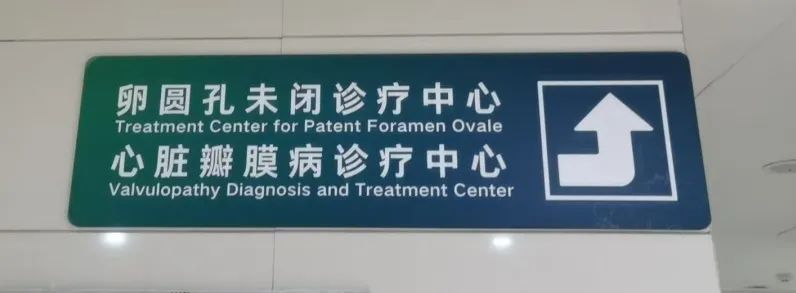 卵圆孔未闭诊疗中心
Treatment Center for Patent Foramen Ovale
心脏瓣膜病诊疗中心
Valvulopathy Diagnosis and Treatment Center